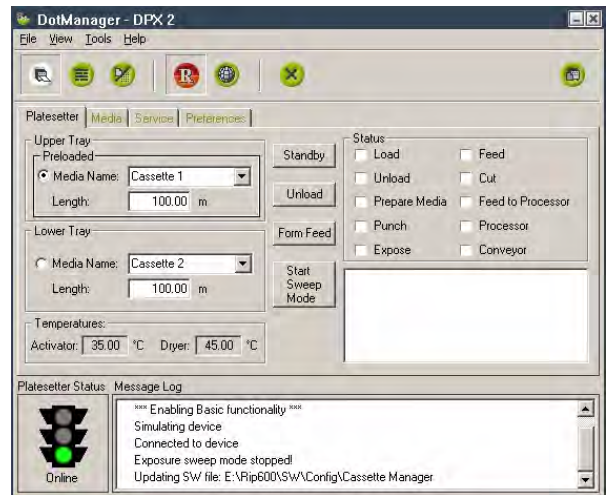 DotManager - DPX 2
File View Tools Help
R
Platesetter Media Service Preferences
Upper Tray
Preloaded
Media Name: Cassette 1
Length: 100.00 m
Lower Tray
Media Name: Cassette 2
Length: 100.00 m
Temperatures:
Activator: 35.00 °C Dryer: 45.00 °C
Standby
Unload
Form Feed
Start
Sweep
Mode
Status
Load Feed
Unload Cut
Prepare Media Feed to Processor
Punch Processor
Expose Conveyor
Platesetter Status Message Log
Online
*** Enabling Basic functionality ***
Simulating device
Connected to device
Exposure sweep mode stopped!
Updating SW file: E:\Rip600\SW\Config\Cassette Manager